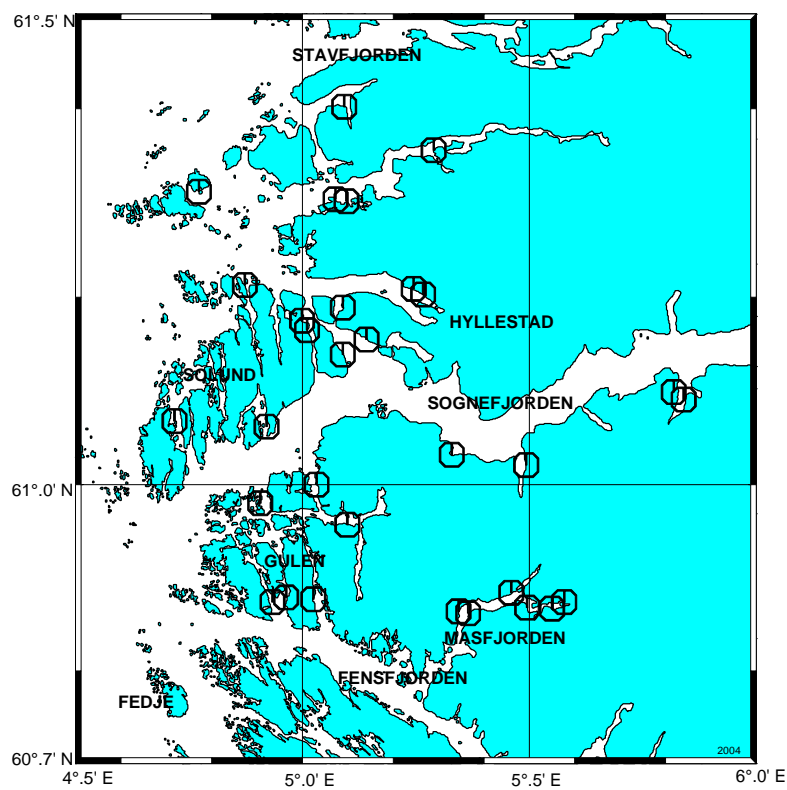 61°.5' N
STAVFJORDEN
HYLLESTAD
SOLUND
SOGNEFJORDEN
61°.0' N
GULEN
MASFJORDEN
FENSFJORDEN
FEDJE
2004
60°.7' N
4°.5' E
5°.0' E
5°.5' E
6°.0' E